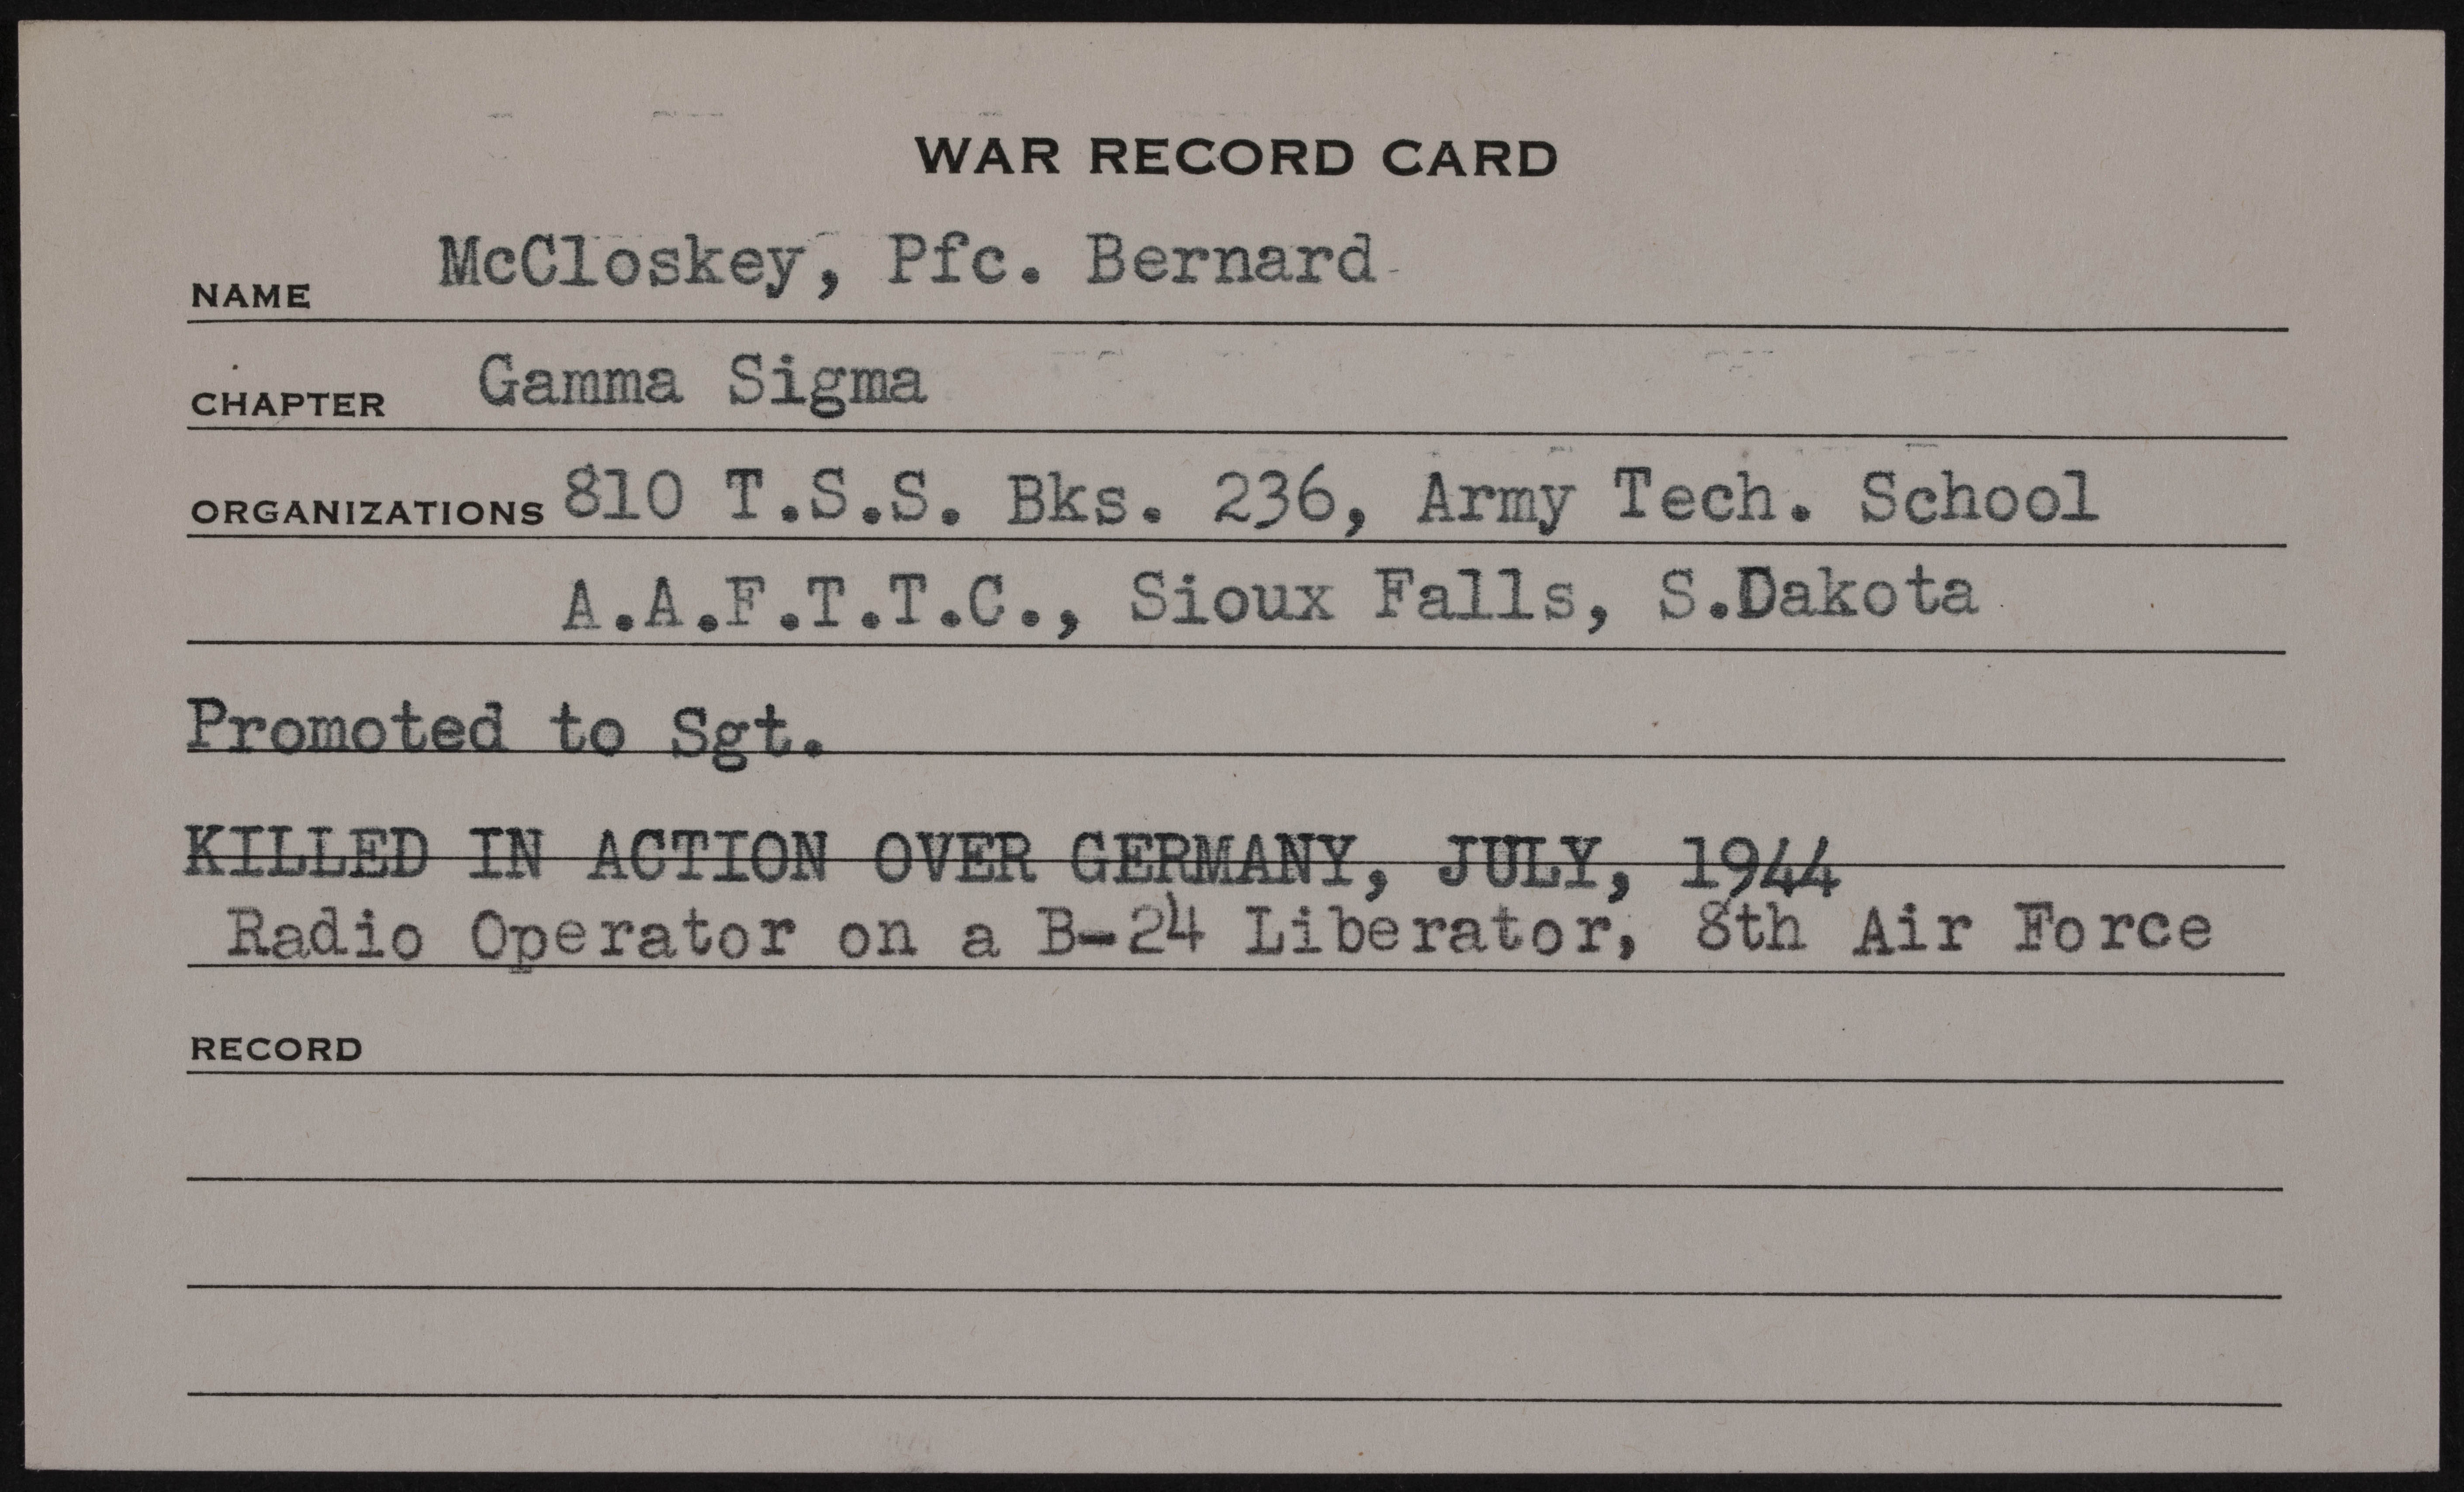 WAR RECORD CARD
NAME McCloskey, Pfc. Bernard
CHAPTER Gamma Sigma
ORGANIZATIONS 810 T.S.S. Bks. 236, Army Tech. School
A.A.F.T.T.C., Sioux Falls, S.Dakota
Promoted to Sgt.
KILLED IN ACTION OVER GERMANY, JULY, 1944
Radio Operator on a B-24 Liberator, 8th Air Force
RECORD